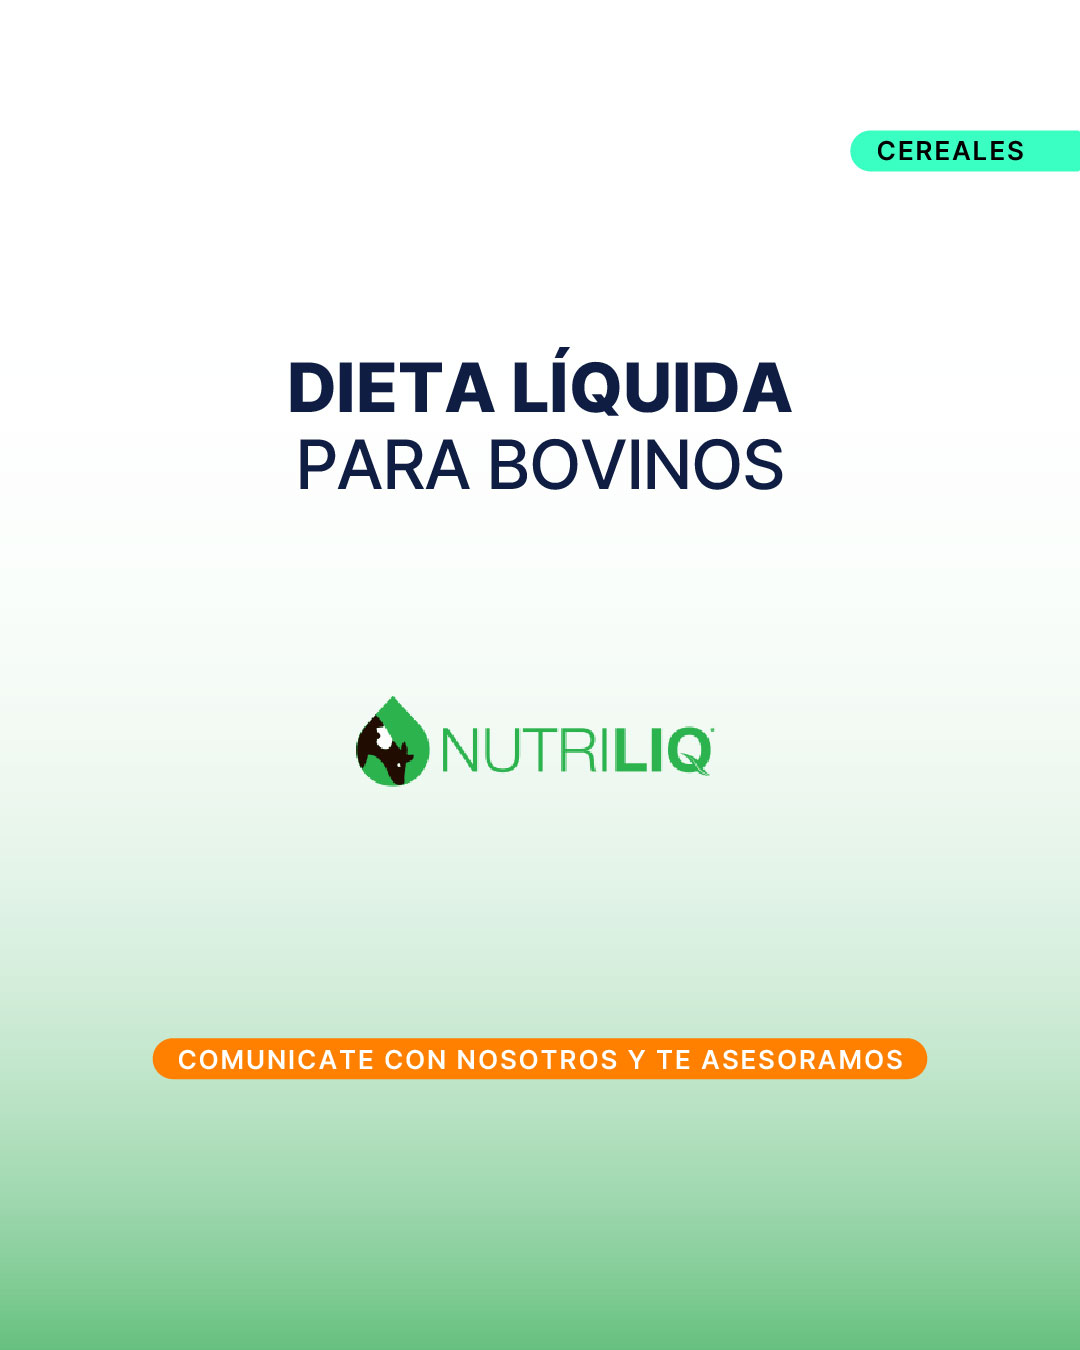 CEREALES
DIETA LÍQUIDA
PARA BOVINOS
NUTRILIQ
COMUNICATE CON NOSOTROS Y TE ASESORAMOS